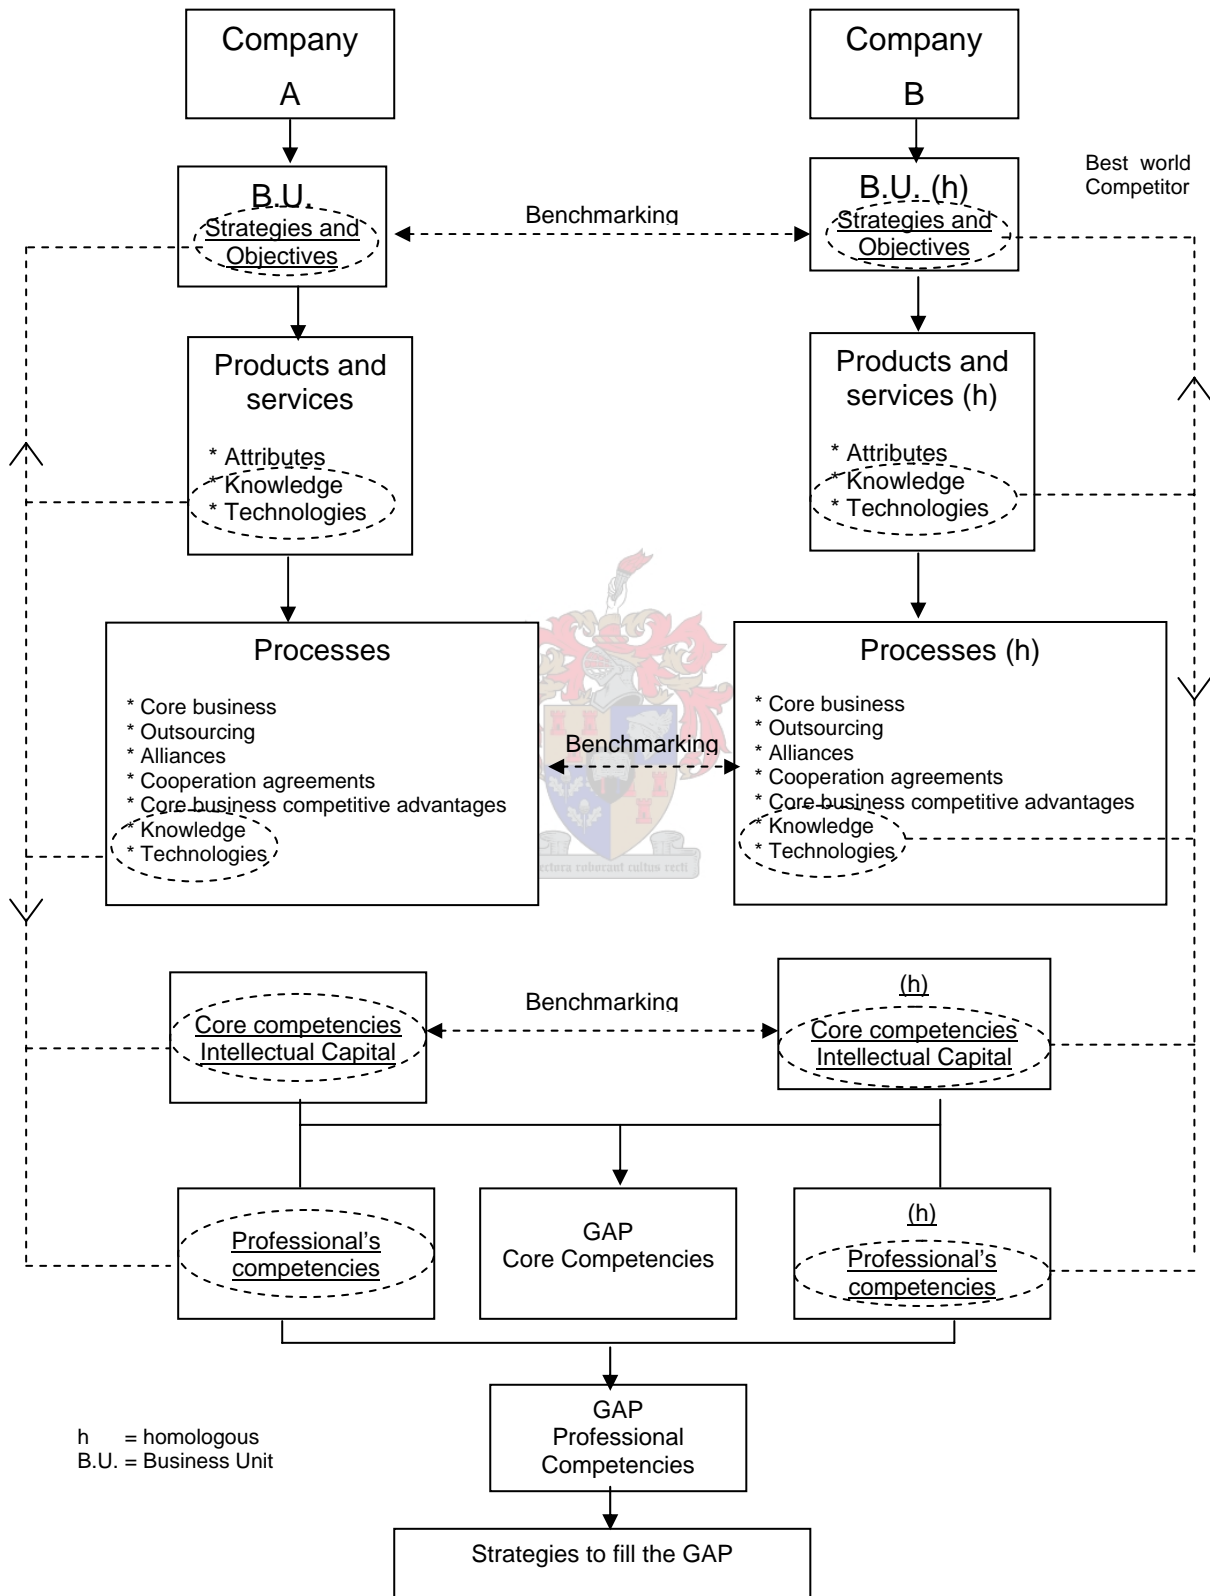 Company
A
Company
B
B.U.
Strategies and
Objectives
Benchmarking
B.U. (h)
Strategies and
Objectives
Best world
Competitor
Products and
services
* Attributes
* Knowledge
* Technologies
Products and
services (h)
* Attributes
* Knowledge
* Technologies
Processes
* Core business
* Outsourcing
* Alliances
* Cooperation agreements
* Core business competitive advantages
* Knowledge
* Technologies
Benchmarking
Processes (h)
* Core business
* Outsourcing
* Alliances
* Cooperation agreements
* Core business competitive advantages
* Knowledge
* Technologies
roborant cultus recti
Core competencies
Intellectual Capital
Benchmarking
(h)
Core competencies
Intellectual Capital
Professional's
competencies
GAP
Core Competencies
(h)
Professional's
competencies
GAP
Professional
Competencies
h = homologous
B.U. = Business Unit
Strategies to fill the GAP